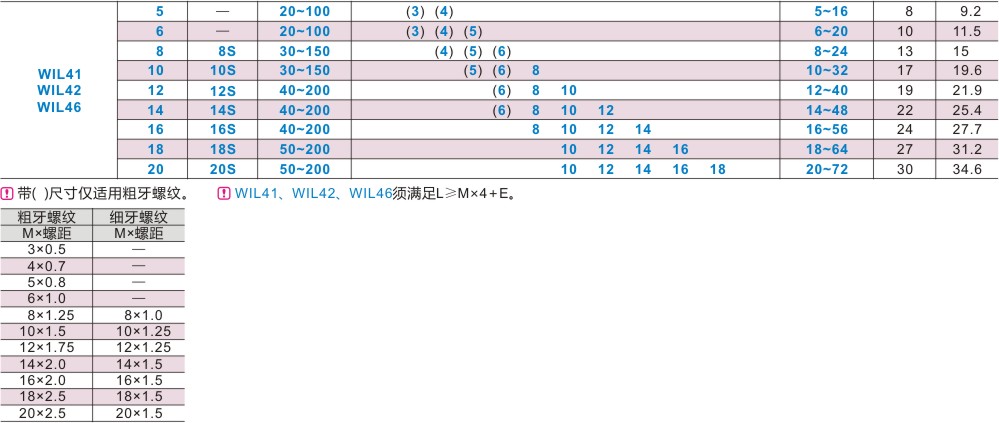 5 — 20~100 (3) (4) 5~16 8 9.2
6 — 20~100 (3) (4) (5) 6~20 10 11.5
8 8S 30~150 (4) (5) (6) 8~24 13 15
WIL41 10 10S 30~150 (5) (6) 8 10~32 17 19.6
WIL42 12 12S 40~200 (6) 8 10 12~40 19 21.9
WIL46 14 14S 40~200 (6) 8 10 12 14~48 22 25.4
16 16S 40~200 8 10 12 14 16~56 24 27.7
18 18S 50~200 10 12 14 16 18~64 27 31.2
20 20S 50~200 10 12 14 16 18 20~72 30 34.6
带( )尺寸仅适用粗牙螺纹。 WIL41、WIL42、WIL46须满足L≥M×4+E。
粗牙螺纹 细牙螺纹
M×螺距 M×螺距
3×0.5 —
4×0.7 —
5×0.8 —
6×1.0 —
8×1.25 8×1.0
10×1.5 10×1.25
12×1.75 12×1.25
14×2.0 14×1.5
16×2.0 16×1.5
18×2.5 18×1.5
20×2.5 20×1.5